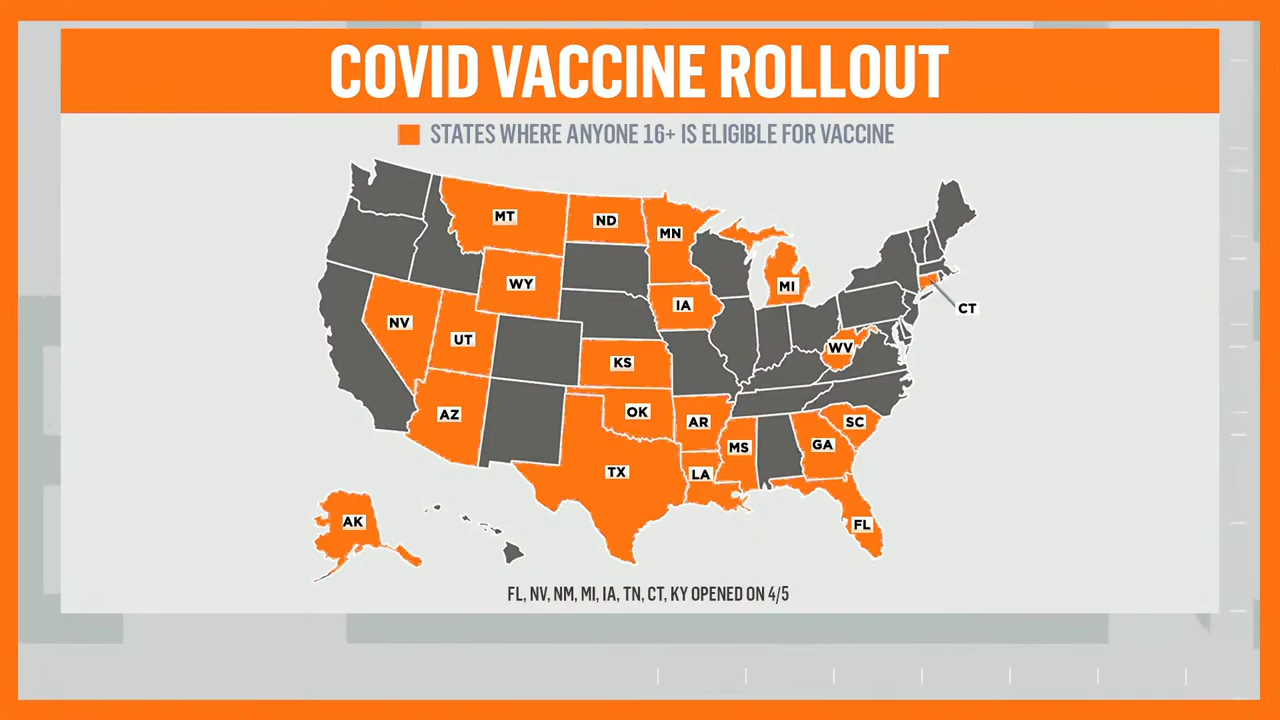 COVID VACCINE ROLLOUT
STATES WHERE ANYONE 16+ IS ELIGIBLE FOR VACCINE
MT
ND
MN
WY
MI
IA
CT
NV
UT
WV
KS
AZ
OK
AR
SC
MS
GA
TX
LA
AK
FL
FL, NV, NM, MI, IA, TN, CT, KY OPENED ON 4/5